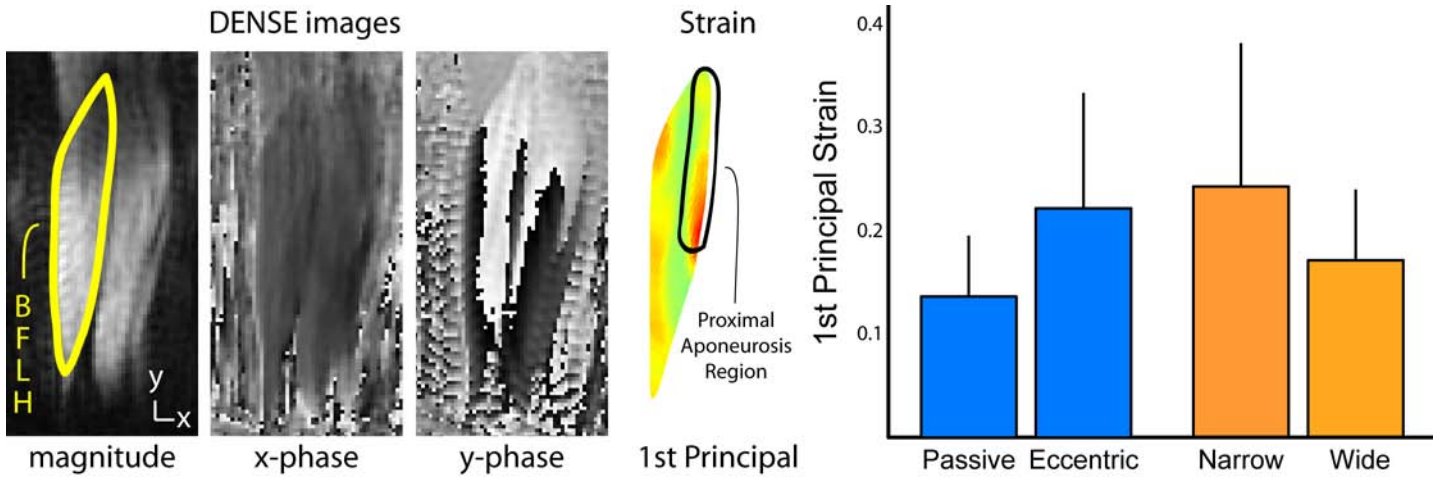 DENSE images
Strain
B
F
L
H
y
x
Proximal
Aponeurosis
Region
magnitude
x-phase
y-phase
1st Principal
1st Principal Strain
0.4
0.3
0.2
0.1
Passive
Eccentric
Narrow
Wide